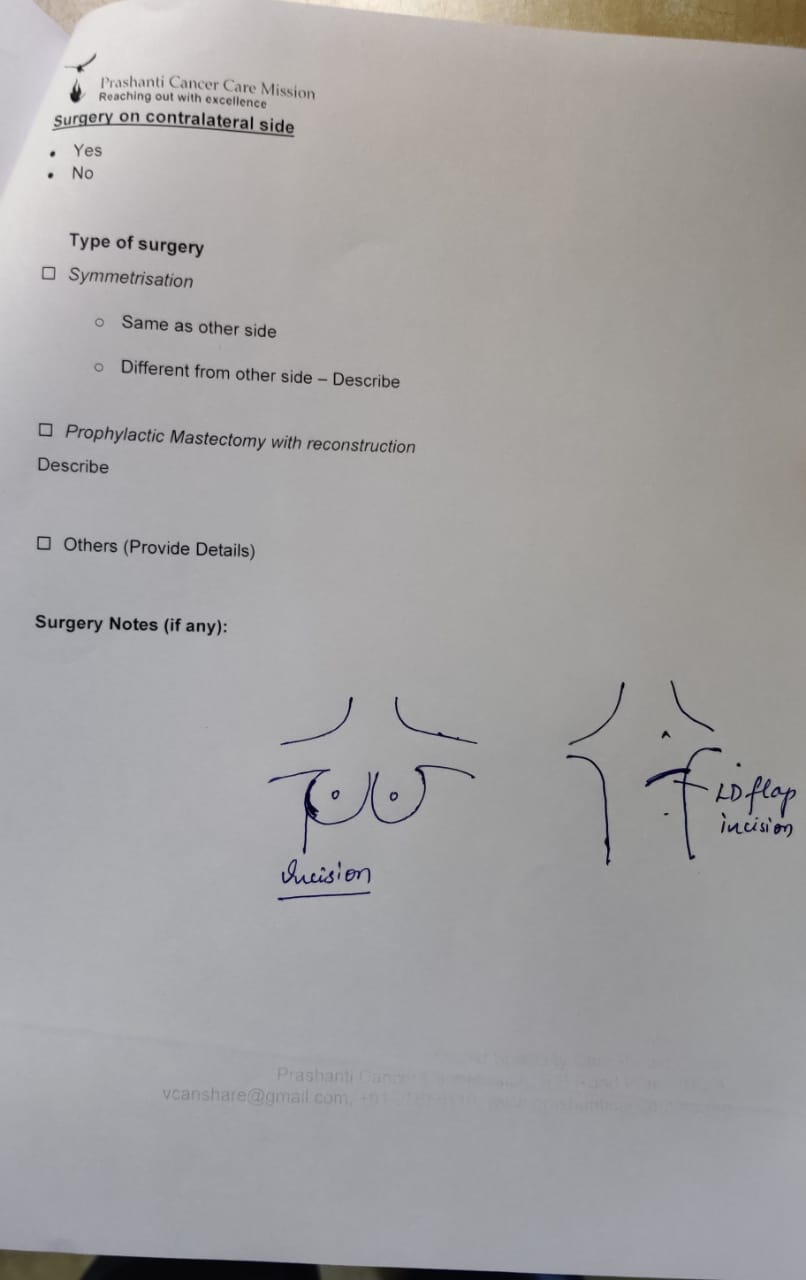 Prashanti Cancer Care Mission
Reaching out with excellence
Surgery on contralateral side
• Yes
• No
Type of surgery
☐ Symmetrisation
○ Same as other side
○ Different from other side – Describe
☐ Prophylactic Mastectomy with reconstruction
Describe
☐ Others (Provide Details)
Surgery Notes (if any):
LD flap
incision
Incision
Prashanti
vcanshare@gmail.com,